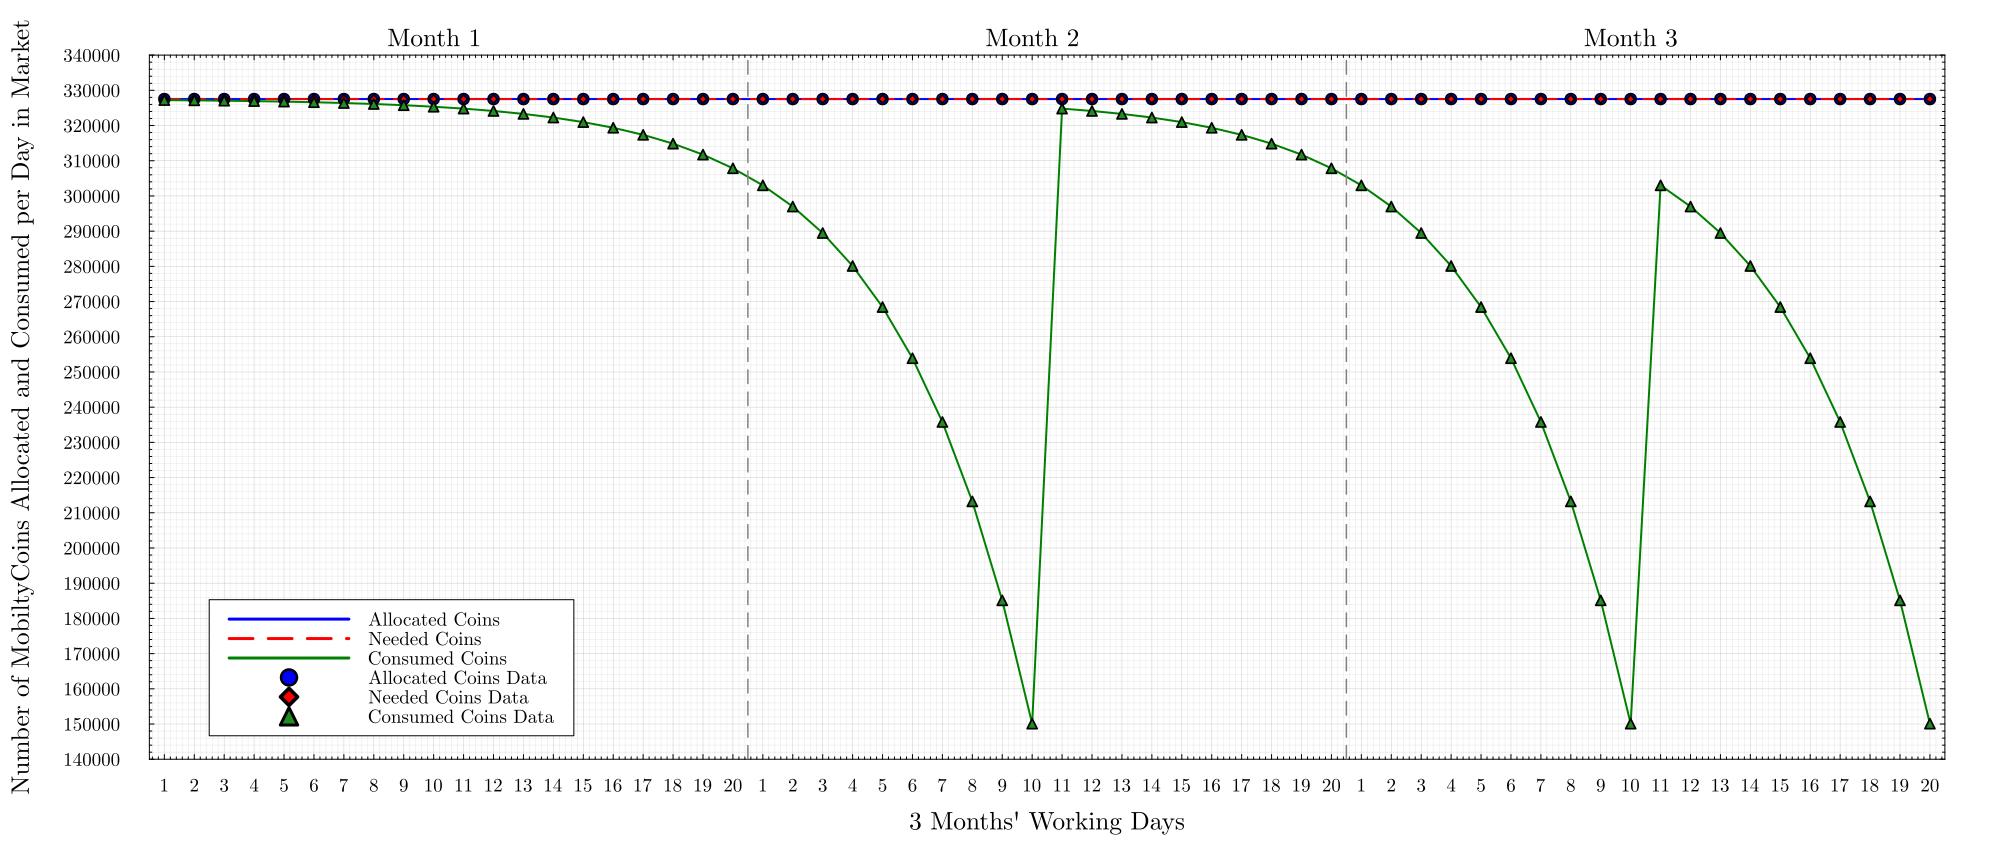 Month 1 Month 2 Month 3
Number of MobiltyCoins Allocated and Consumed per Day in Market
340000
330000
320000
310000
300000
290000
280000
270000
260000
250000
240000
230000
220000
210000
200000
190000
180000
170000
160000
150000
140000
Allocated Coins
Needed Coins
Consumed Coins
Allocated Coins Data
Needed Coins Data
Consumed Coins Data
1 2 3 4 5 6 7 8 9 10 11 12 13 14 15 16 17 18 19 20 1 2 3 4 5 6 7 8 9 10 11 12 13 14 15 16 17 18 19 20 1 2 3 4 5 6 7 8 9 10 11 12 13 14 15 16 17 18 19 20
3 Months' Working Days